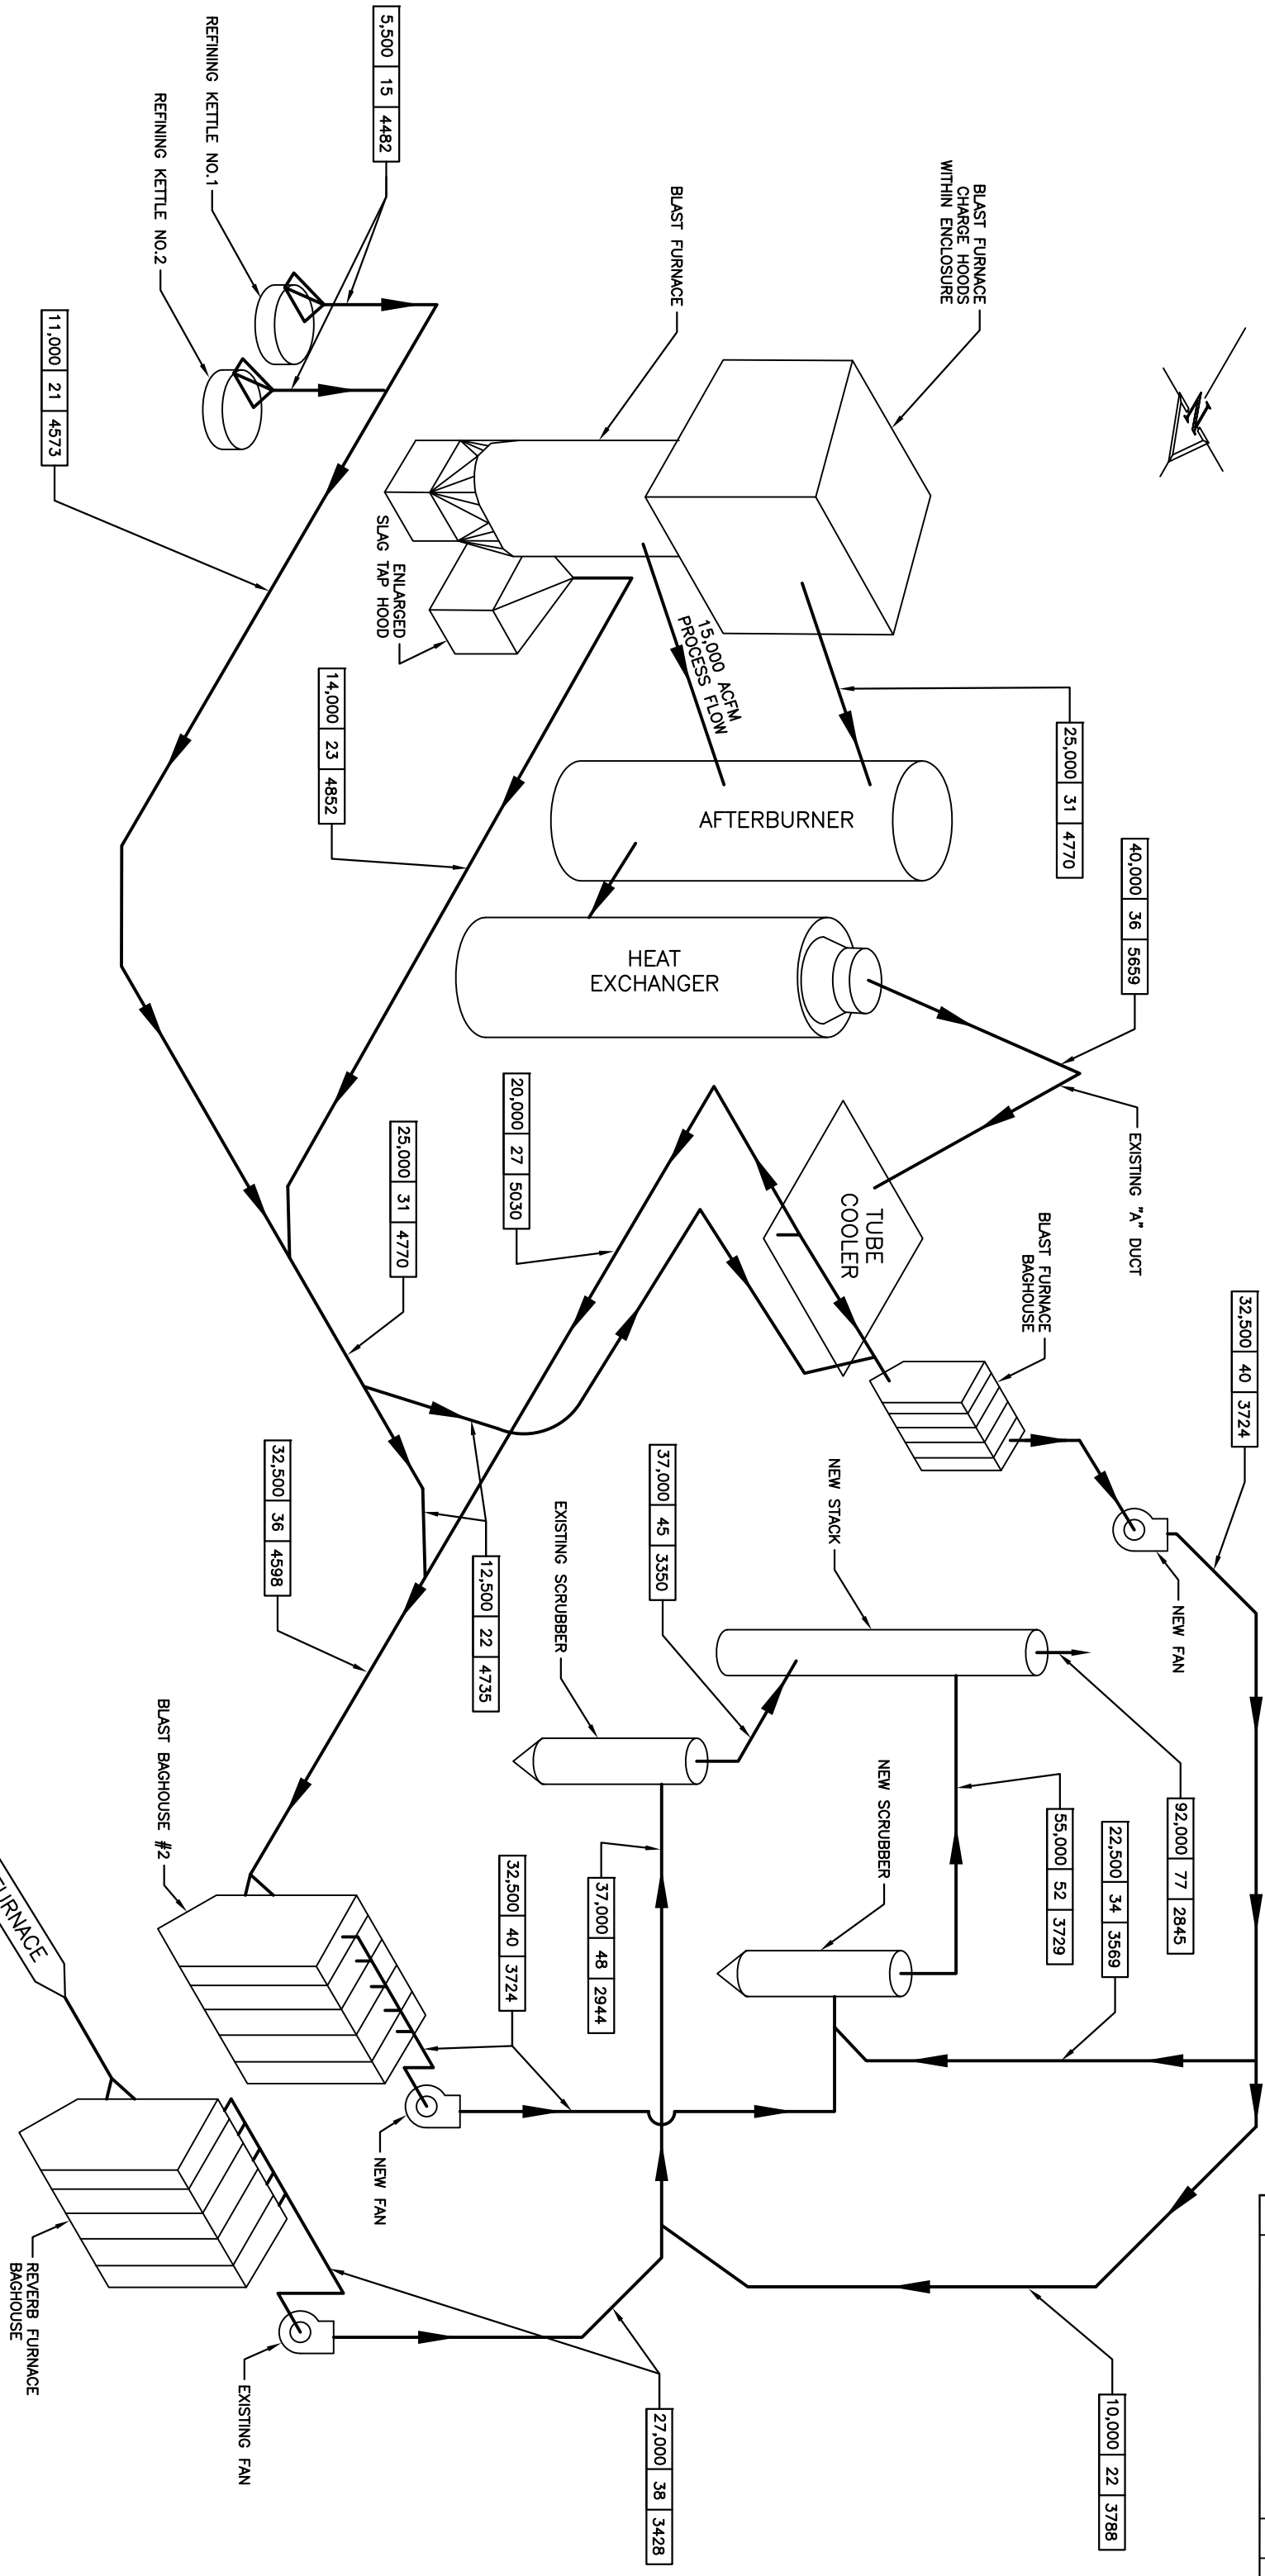 32,500 40 3724
40,000 36 5659
EXISTING "A" DUCT
25,000 31 4770
BLAST FURNACE
CHARGE HOODS
WITHIN ENCLOSURE
N
BLAST FURNACE
15,000 ACFM
PROCESS FLOW
AFTERBURNER
HEAT
EXCHANGER
TUBE
COOLER
BLAST FURNACE
BAGHOUSE
NEW FAN
92,000 77 2845
22,500 34 3569
10,000 22 3788
55,000 52 3729
NEW STACK
NEW SCRUBBER
37,000 45 3350
EXISTING SCRUBBER
37,000 48 2944
27,000 38 3428
5,500 15 4482
REFINING KETTLE NO.1
REFINING KETTLE NO.2
ENLARGED
SLAG TAP HOOD
20,000 27 5030
25,000 31 4770
14,000 23 4852
11,000 21 4573
12,500 22 4735
32,500 36 4598
32,500 40 3724
BLAST BAGHOUSE #2
NEW FAN
EXISTING FAN
FURNACE
REVERB FURNACE
BAGHOUSE